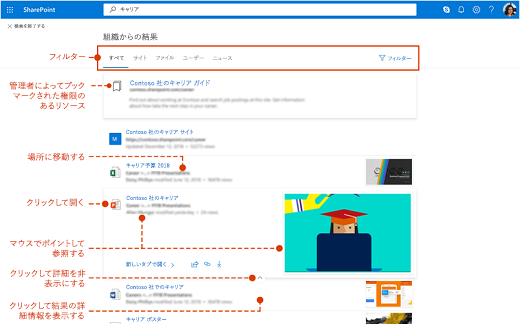 SharePoint
キャリア
検索を終了する
組織からの結果
フィルター
すべて サイト ファイル ユーザー ニュース
フィルター
管理者によってブック
マークされた権限の
あるリソース
Contoso 社のキャリア ガイド
Contoso 社のキャリア サイト
M
場所に移動する
キャリア予算 2018
クリックして開く
Contoso 社のキャリア
マウスでポイントして
参照する
新しいタブで開く
クリックして詳細を非
表示にする
Contoso 社でのキャリア
クリックして結果の詳
細情報を表示する
キャリア ポスター